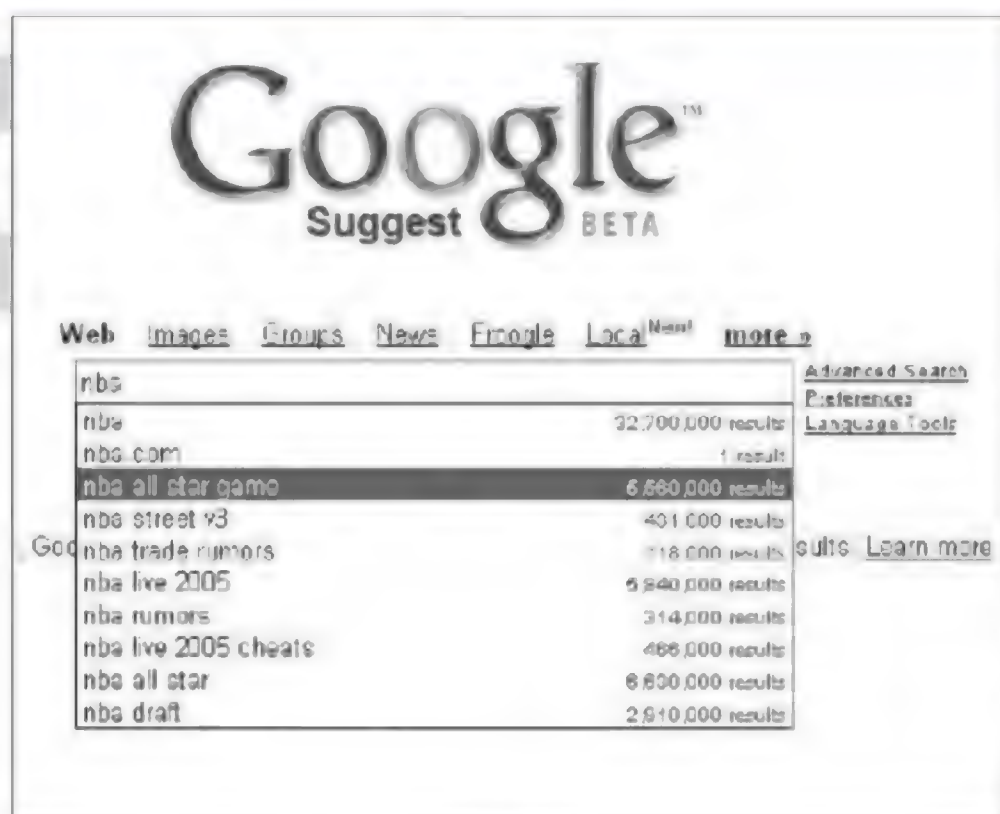 Google™
Suggest BETA
Web Images Groups News Froogle Local New! more »
nba
Advanced Search
Preferences
Language Tools
nba 32,700,000 results
nba com 1 result
nba all star game 6,660,000 results
nba street v3 431,000 results
nba trade rumors 118,000 results
nba live 2005 6,940,000 results
nba rumors 314,000 results
nba live 2005 cheats 466,000 results
nba all star 6,630,000 results
nba draft 2,910,000 results
Goo sults Learn more